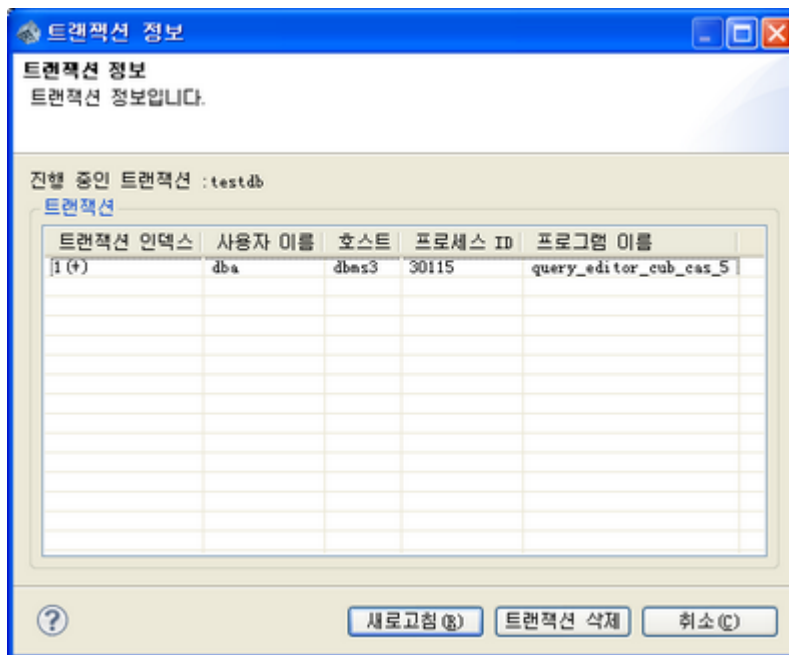 트랜잭션 정보
트랜잭션 정보
트랜잭션 정보입니다.
진행 중인 트랜잭션 :testdb
트랜잭션
트랜잭션 인덱스 사용자 이름 호스트 프로세스 ID 프로그램 이름
1(+) dba dbms3 30115 query_editor_cub_cas_5
새로고침(R) 트랜잭션 삭제 취소(C)